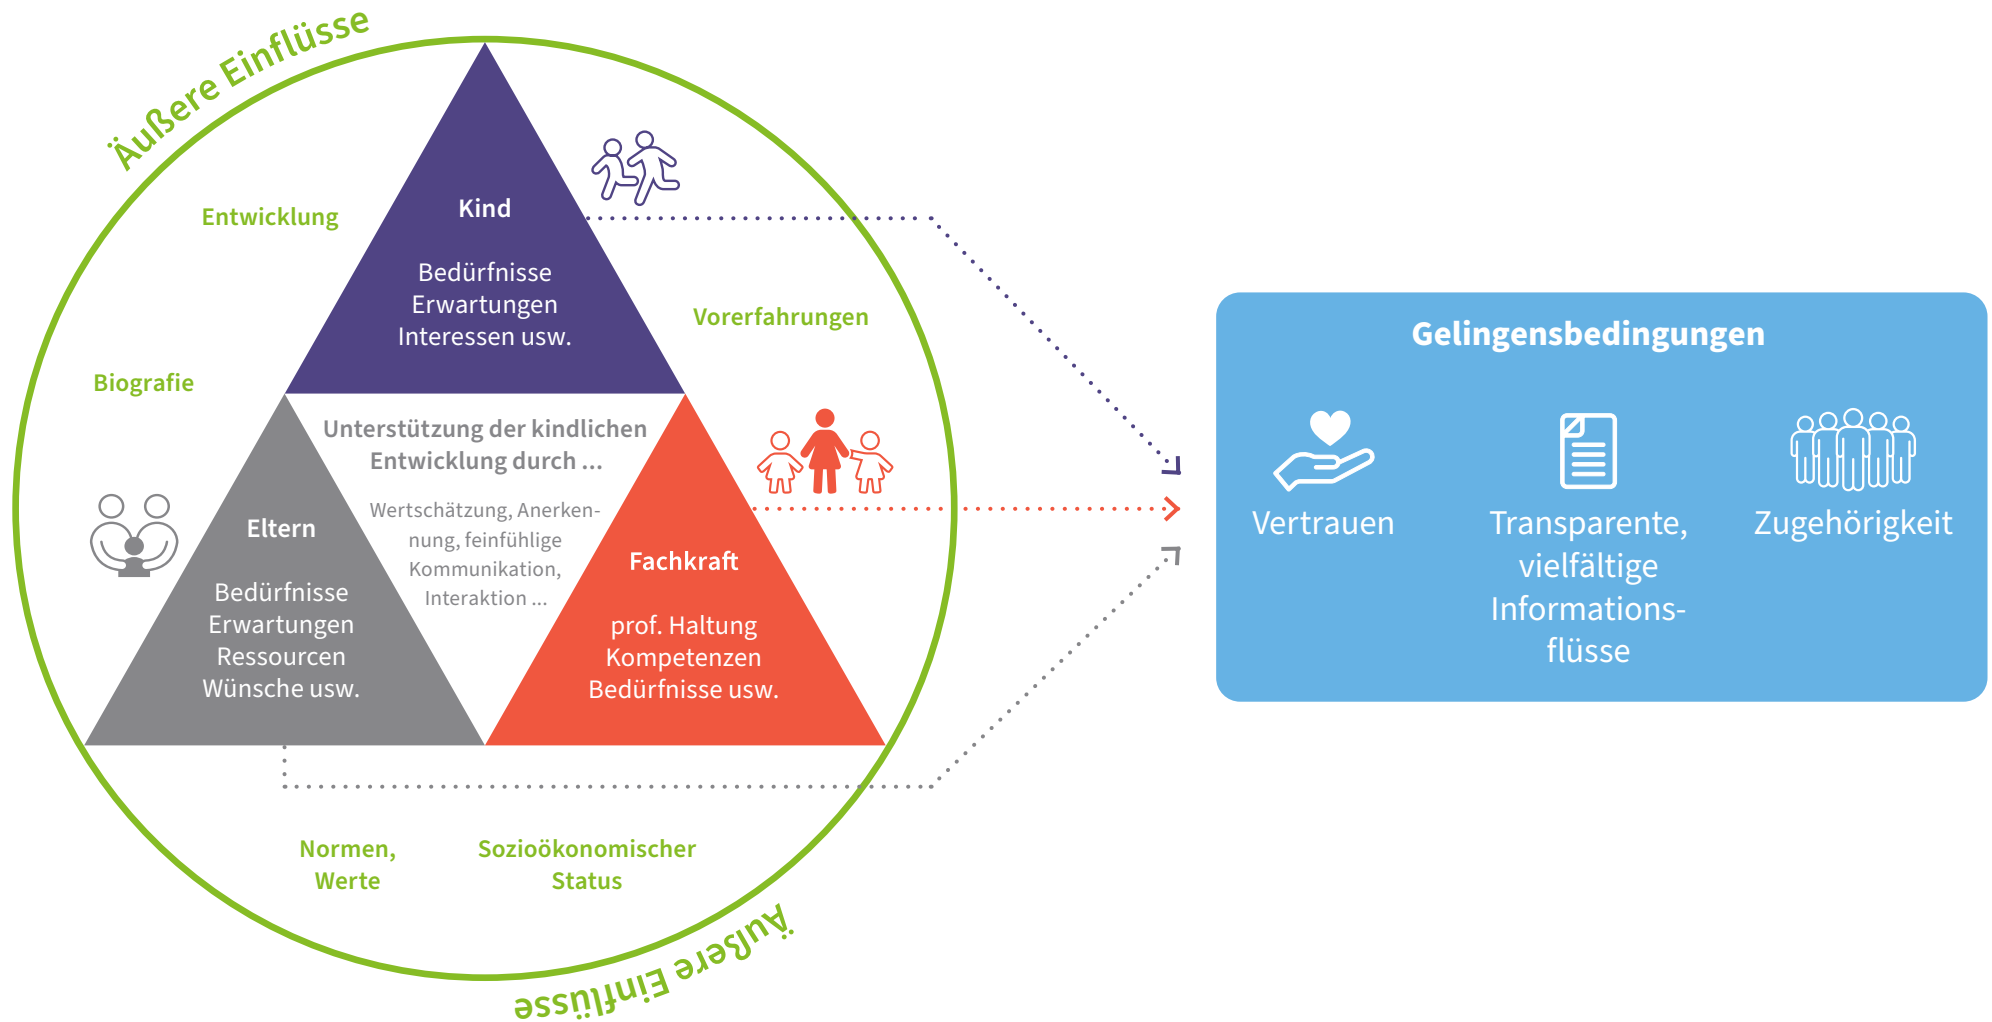 Äußere Einflüsse
Entwicklung
Biografie
Vorerfahrungen
Kind
Bedürfnisse
Erwartungen
Interessen usw.
Unterstützung der kindlichen
Entwicklung durch ...
Wertschätzung, Anerken-
nung, feinfühlige
Kommunikation,
Interaktion ...
Eltern
Bedürfnisse
Erwartungen
Ressourcen
Wünsche usw.
Fachkraft
prof. Haltung
Kompetenzen
Bedürfnisse usw.
Normen,
Werte
Sozioökonomischer
Status
Äußere Einflüsse
Gelingensbedingungen
Vertrauen
Transparente,
vielfältige
Informations-
flüsse
Zugehörigkeit